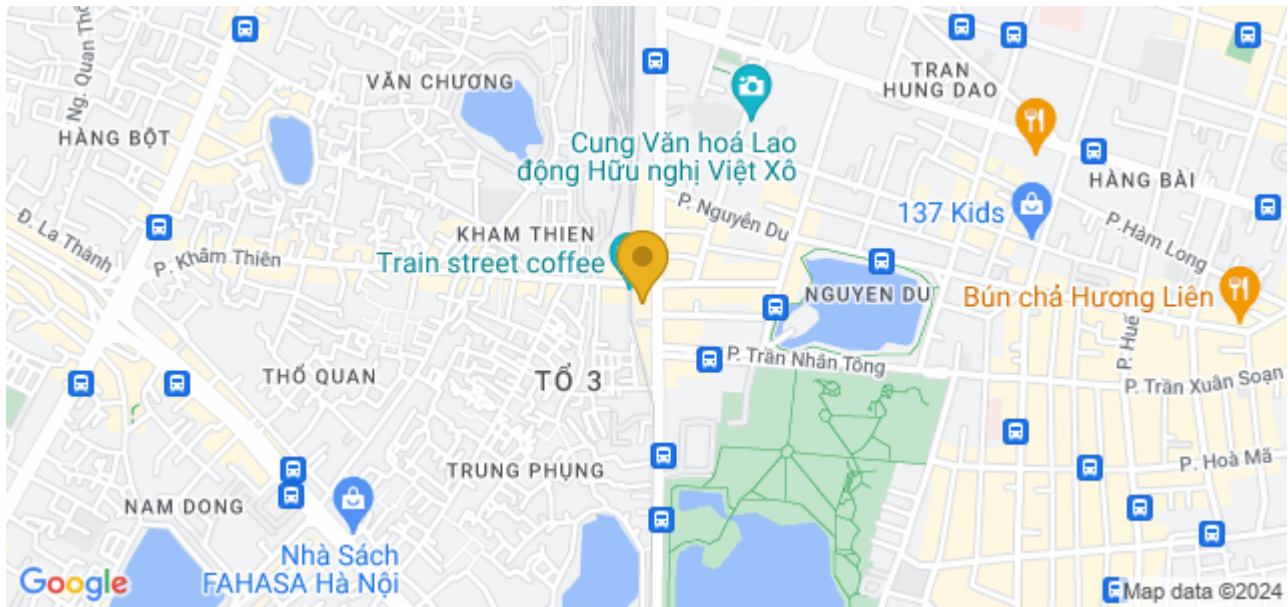 Ng. Quan Thổ
VĂN CHƯƠNG
TRAN
HUNG DAO
HÀNG BỘT
Cung Văn hoá Lao
động Hữu nghị Việt Xô
HÀNG BÀI
P. Nguyễn Du
137 Kids
P. Hàm Long
Đ. La Thành
P. Khâm Thiên
KHAM THIEN
Train street coffee
NGUYEN DU
Bún chả Hương Liên
P. Huế
P. Trần Nhân Tông
P. Trần Xuân Soạn
THỔ QUAN
TỔ 3
TRUNG PHỤNG
P. Hoà Mã
NAM DONG
Nhà Sách
FAHASA Hà Nội
Google
Map data ©2024